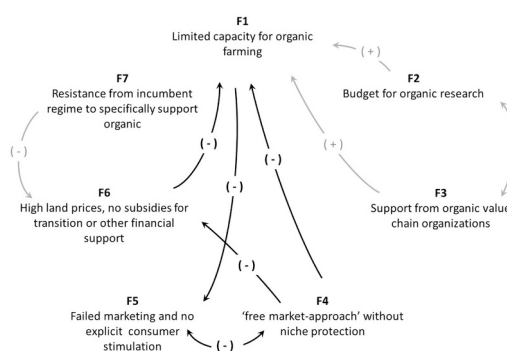 F1
Limited capacity for organic
farming
( + )
F7
Resistance from incumbent
regime to specifically support
organic
F2
Budget for organic research
( - )
( - )
( - )
( + )
( - )
F6
High land prices, no subsidies for
transition or other financial
support
F3
Support from organic value
chain organizations
( - )
F5
Failed marketing and no
explicit consumer
stimulation
F4
‘free market-approach’ without
niche protection
( - )